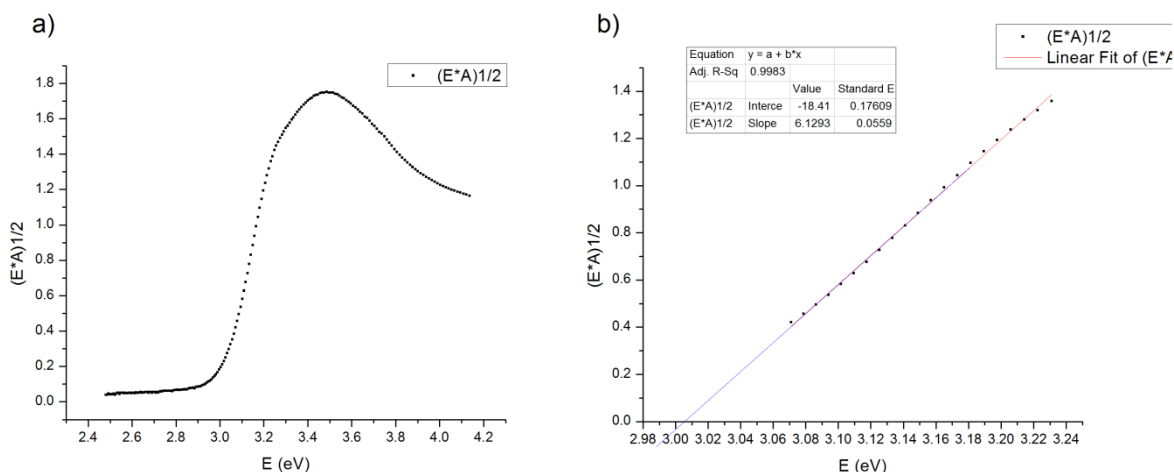 a)
(E*A)1/2
1.8
1.6
1.4
1.2
1.0
0.8
0.6
0.4
0.2
0.0
2.4 2.6 2.8 3.0 3.2 3.4 3.6 3.8 4.0 4.2
(E*A)1/2
E (eV)
b)
(E*A)1/2
Linear Fit of (E*A
Equation y = a + b*x
Adj. R-Sq 0.9983
Value Standard E
(E*A)1/2 Interce -18.41 0.17609
(E*A)1/2 Slope 6.1293 0.0559
1.4
1.2
1.0
0.8
0.6
0.4
0.2
0.0
2.98 3.00 3.02 3.04 3.06 3.08 3.10 3.12 3.14 3.16 3.18 3.20 3.22 3.24
(E*A)1/2
E (eV)